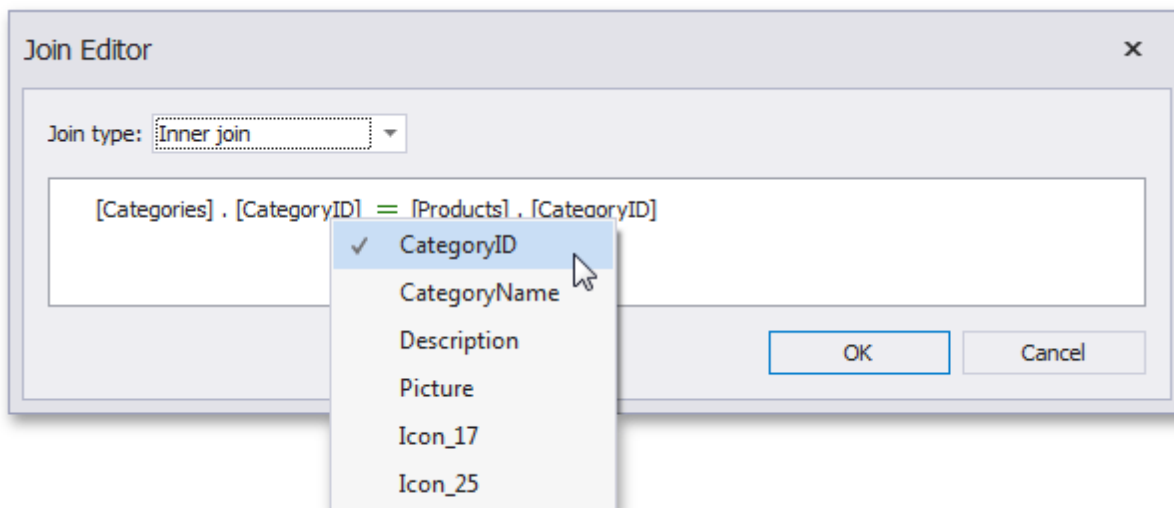 Join Editor
Join type: Inner join
[Categories] . [CategoryID] = [Products] . [CategoryID]
CategoryID
CategoryName
Description
Picture
Icon_17
Icon_25
OK
Cancel